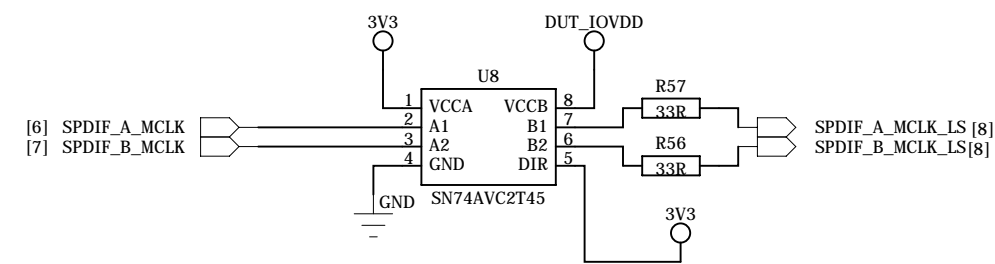 3V3
DUT_IOVDD
U8
R57
1 VCCA VCCB 8
33R
[6] SPDIF_A_MCLK 2 A1 B1 7 SPDIF_A_MCLK_LS [8]
[7] SPDIF_B_MCLK 3 A2 B2 6 R56 SPDIF_B_MCLK_LS[8]
4 GND DIR 5
33R
GND
SN74AVC2T45
3V3